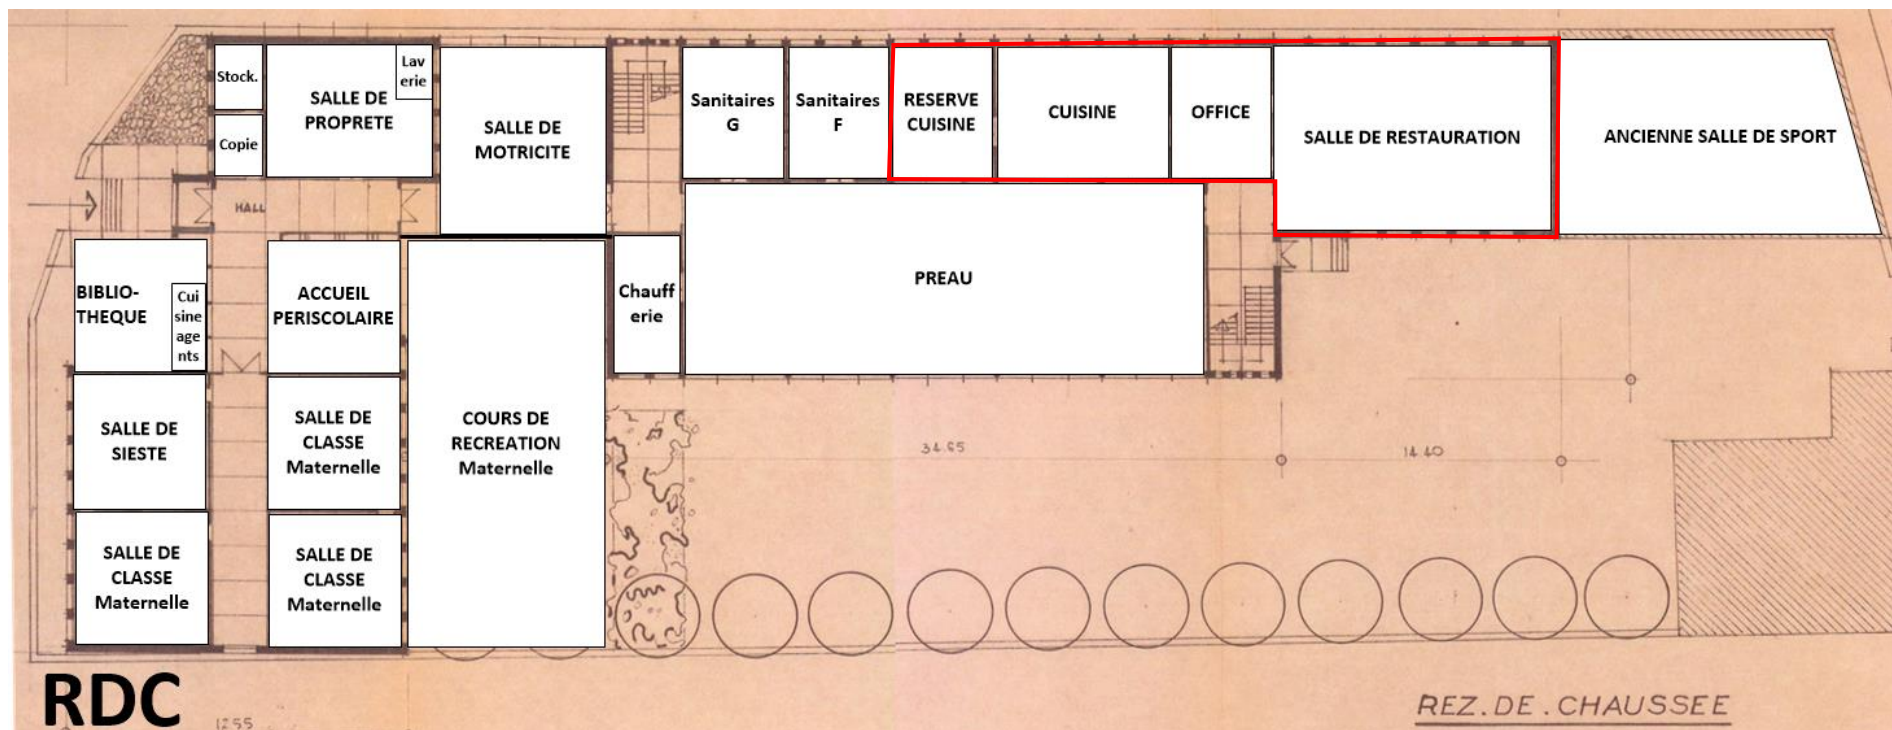 Stock.
Lav
erie
SALLE DE
PROPRETE
Copie
SALLE DE
MOTRICITE
Sanitaires
G
Sanitaires
F
RESERVE
CUISINE
CUISINE
OFFICE
SALLE DE RESTAURATION
ANCIENNE SALLE DE SPORT
HALL
BIBLIO-
THEQUE
Cui
sine
age
nts
ACCUEIL
PERISCOLAIRE
Chauff
erie
PREAU
SALLE DE
SIESTE
SALLE DE
CLASSE
Maternelle
COURS DE
RECREATION
Maternelle
34.65
14.40
SALLE DE
CLASSE
Maternelle
SALLE DE
CLASSE
Maternelle
RDC
12.55
REZ.DE.CHAUSSEE